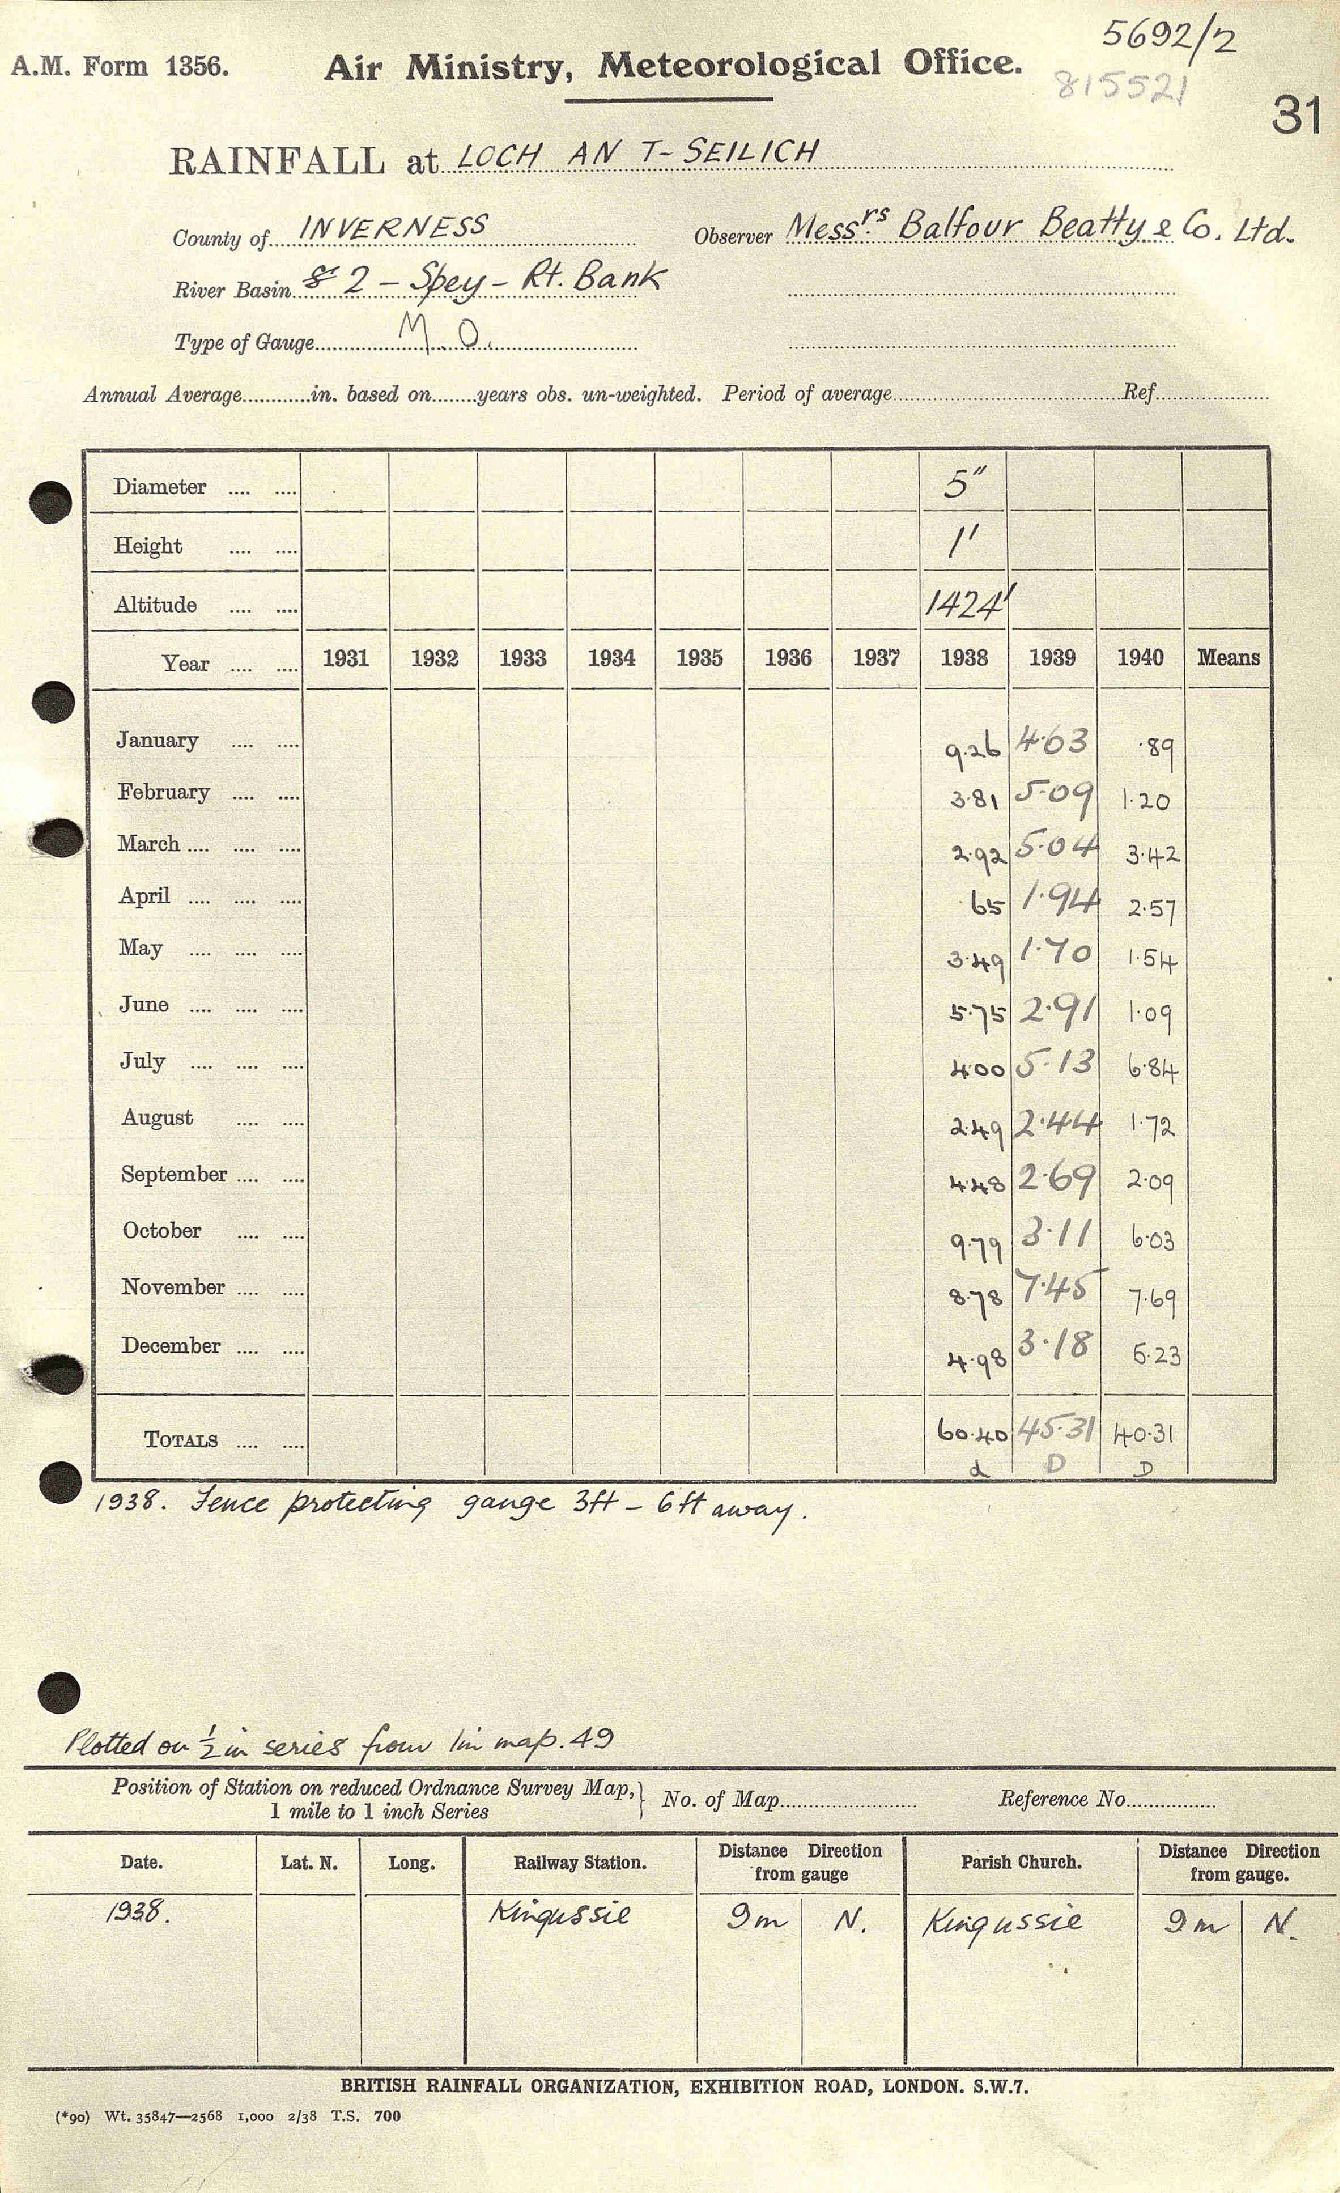 5692/2
A.M. Form 1356. Air Ministry, Meteorological Office.
815521
31
RAINFALL at LOCH AN T-SEILICH
County of INVERNESS Observer Messrs Balfour Beatty & Co. Ltd.
River Basin 2 - Spey - Rt. Bank
Type of Gauge M.O.
Annual Average............in. based on........years obs. un-weighted. Period of average........Ref........
Diameter .... .... 5"
Height .... .... 1'
Altitude .... .... 1424'
Year .... .... 1931 1932 1933 1934 1935 1936 1937 1938 1939 1940 Means
January .... .... 9.26 4.63 .89
February .... .... 3.81 5.09 1.20
March .... .... .... 2.92 5.04 3.42
April .... .... .... .65 1.94 2.57
May .... .... .... 3.49 1.70 1.54
June .... .... .... 5.75 2.91 1.09
July .... .... .... 4.00 5.13 6.84
August .... .... 2.49 2.44 1.72
September .... .... 4.48 2.69 2.09
October .... .... 9.79 3.11 6.03
November .... .... 8.78 7.45 7.69
December .... .... 4.98 3.18 5.23
TOTALS .... .... 60.40 45.31 40.31
d D D
1938. Fence protecting gauge 3ft - 6ft away.
Plotted on ½ in series from 1in map. 49
Position of Station on reduced Ordnance Survey Map, } No. of Map........ Reference No........
1 mile to 1 inch Series
Date. Lat. N. Long. Railway Station. Distance Direction from gauge Parish Church. Distance Direction from gauge.
1938. Kingussie 9m N. Kingussie 9m N.
BRITISH RAINFALL ORGANIZATION, EXHIBITION ROAD, LONDON. S.W.7.
(*90) Wt. 35847—2568 1,000 2/38 T.S. 700